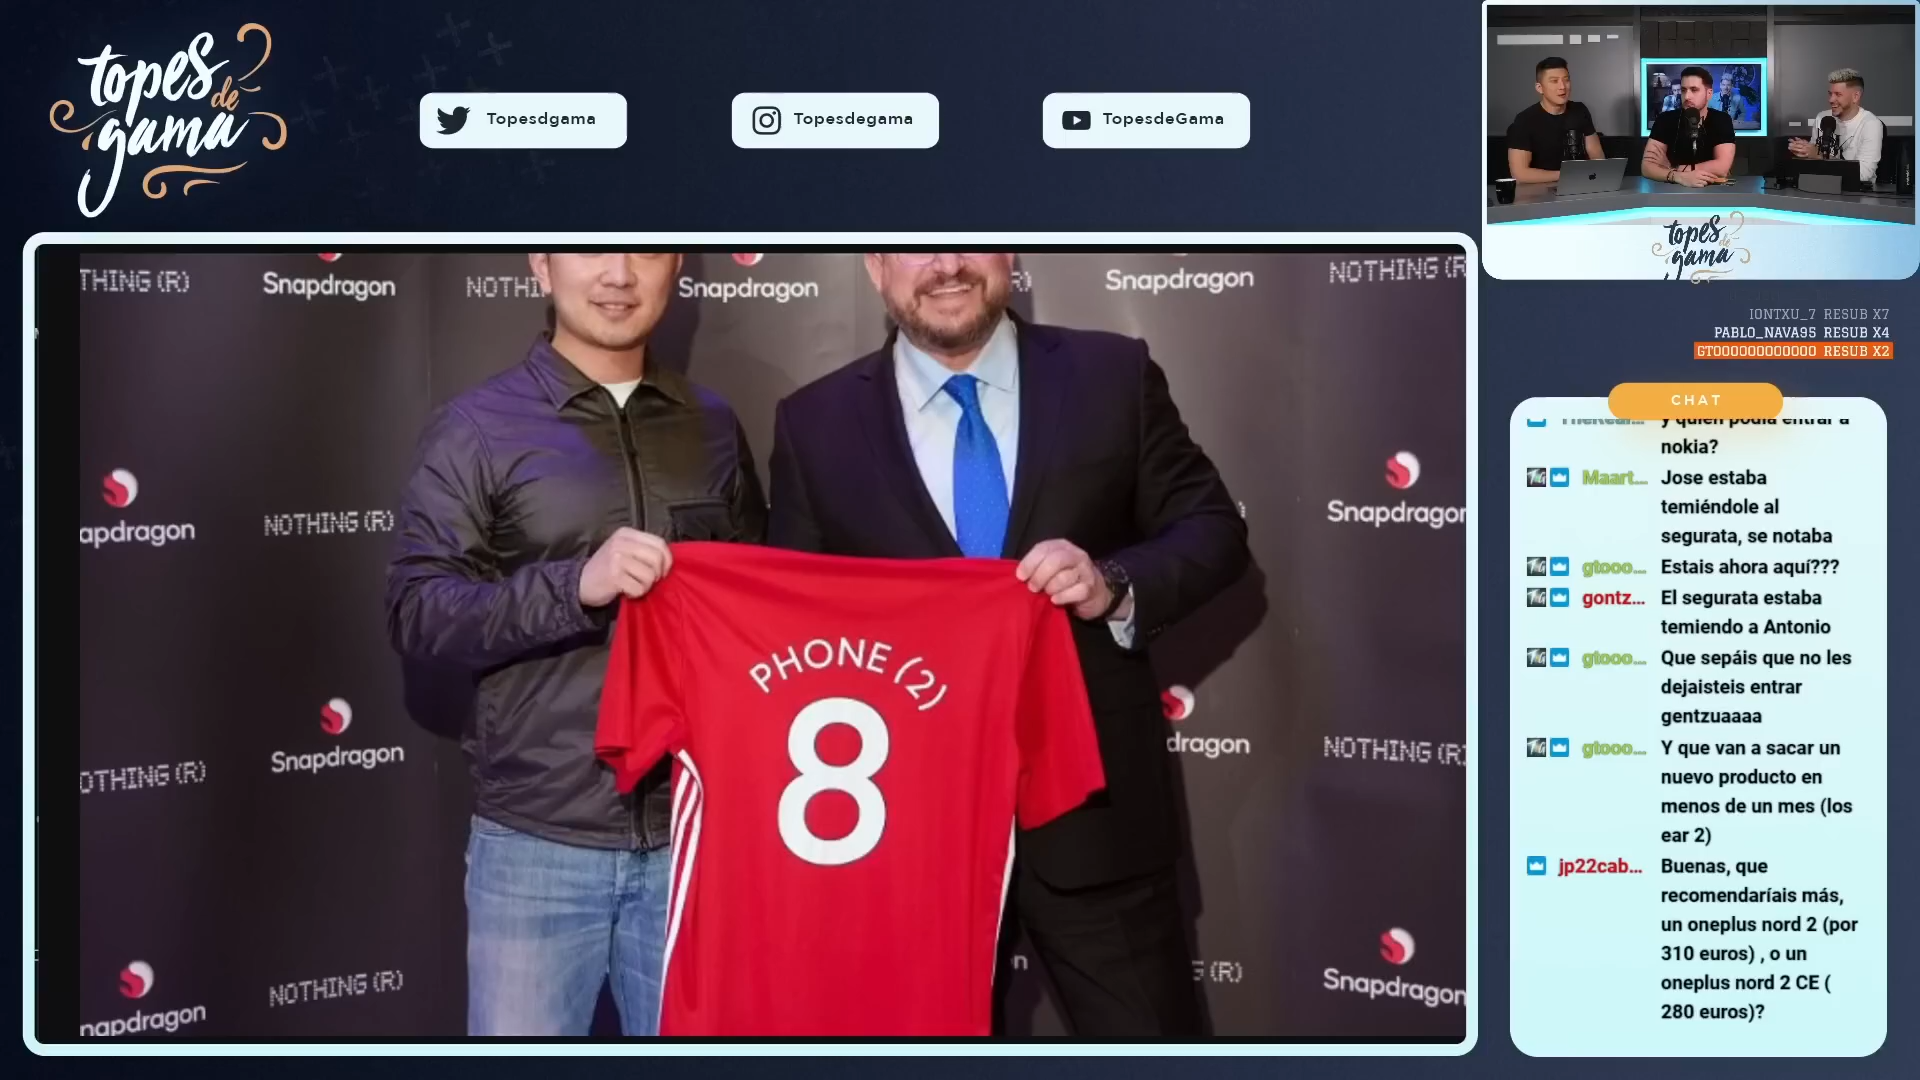 topes
de
gama
Topesdgama
Topesdegama
TopesdeGama
THING (R)
Snapdragon
NOTHI
Snapdragon
R)
Snapdragon
NOTHING (R
apdragon
NOTHING (R)
Snapdragon
OTHING (R)
Snapdragon
dragon
NOTHING (R)
napdragon
NOTHING (R)
n
(R)
Snapdragon
PHONE (2)
8
topes
de
gama
IONTXU_7 RESUB X7
PABLO_NAVA95 RESUB X4
GTOOOOOOOOOOO RESUB X2
CHAT
y quien podia entrar a
nokia?
Maart... Jose estaba
temiéndole al
segurata, se notaba
gtooo... Estais ahora aquí???
gontz... El segurata estaba
temiendo a Antonio
gtooo... Que sepáis que no les
dejaisteis entrar
gentzuaaaa
gtooo... Y que van a sacar un
nuevo producto en
menos de un mes (los
ear 2)
jp22cab... Buenas, que
recomendaríais más,
un oneplus nord 2 (por
310 euros) , o un
oneplus nord 2 CE (
280 euros)?